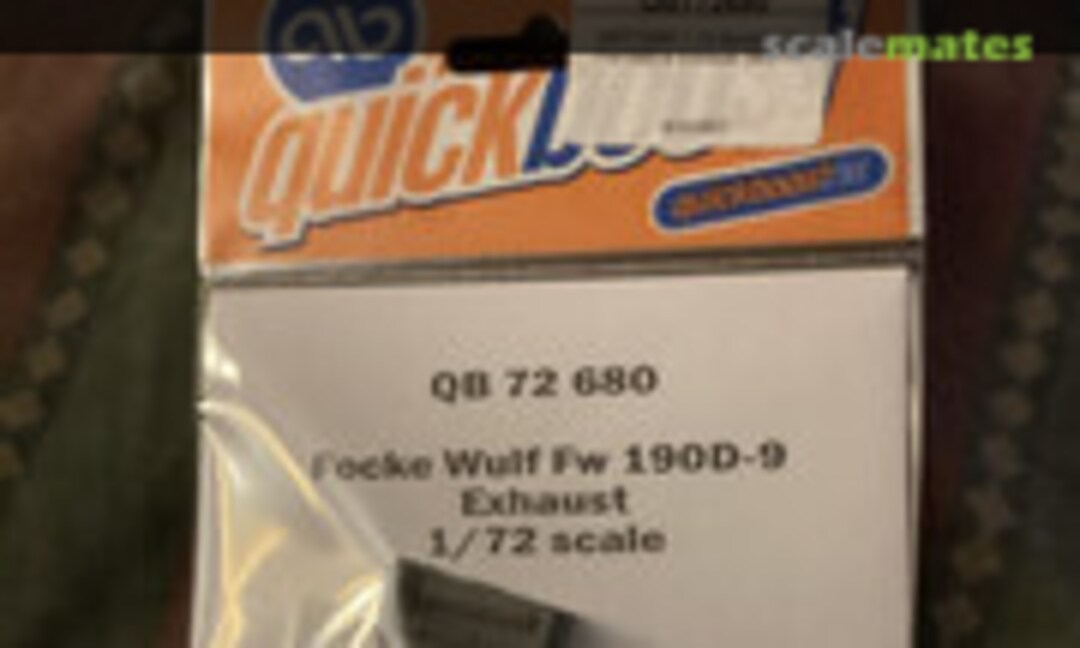 scalemates
quick
QB 72 680
Focke Wulf Fw 190D-9
Exhaust
1/72 scale